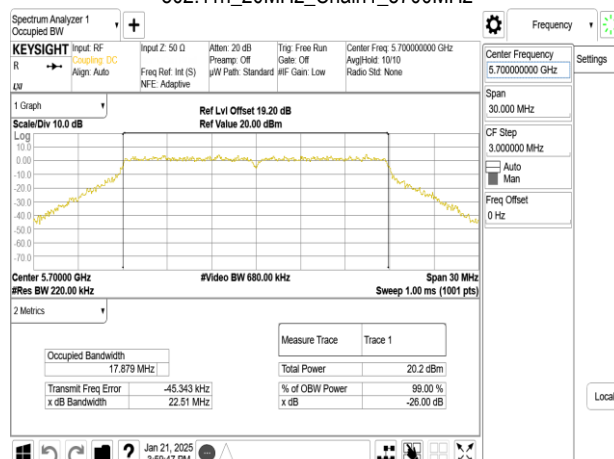 Spectrum Analyzer 1
Occupied BW
Frequency
KEYSIGHT
R
LXI
Input: RF
Coupling: DC
Align: Auto
Input Z: 50 Ω
Freq Ref: Int (S)
NFE: Adaptive
Atten: 20 dB
Preamp: Off
µW Path: Standard
Trig: Free Run
Gate: Off
#IF Gain: Low
Center Freq: 5.700000000 GHz
Avg|Hold: 10/10
Radio Std: None
Center Frequency
5.700000000 GHz
Settings
Span
30.000 MHz
CF Step
3.000000 MHz
Auto
Man
Freq Offset
0 Hz
Local
1 Graph
Scale/Div 10.0 dB
Ref Lvl Offset 19.20 dB
Ref Value 20.00 dBm
Log
10.0
0.00
-10.0
-20.0
-30.0
-40.0
-50.0
-60.0
-70.0
Center 5.70000 GHz
#Video BW 680.00 kHz
Span 30 MHz
#Res BW 220.00 kHz
Sweep 1.00 ms (1001 pts)
2 Metrics
Measure Trace Trace 1
Occupied Bandwidth
17.879 MHz
Total Power 20.2 dBm
Transmit Freq Error -45.343 kHz
% of OBW Power 99.00 %
x dB Bandwidth 22.51 MHz
x dB -26.00 dB
Jan 21, 2025